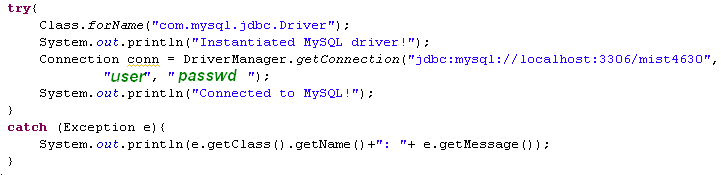 try{
    Class.forName("com.mysql.jdbc.Driver");
    System.out.println("Instantiated MySQL driver!");
    Connection conn = DriverManager.getConnection("jdbc:mysql://localhost:3306/mist4630",
            "user", "passwd ");
    System.out.println("Connected to MySQL!");
}
catch (Exception e){
    System.out.println(e.getClass().getName()+": "+ e.getMessage());
}